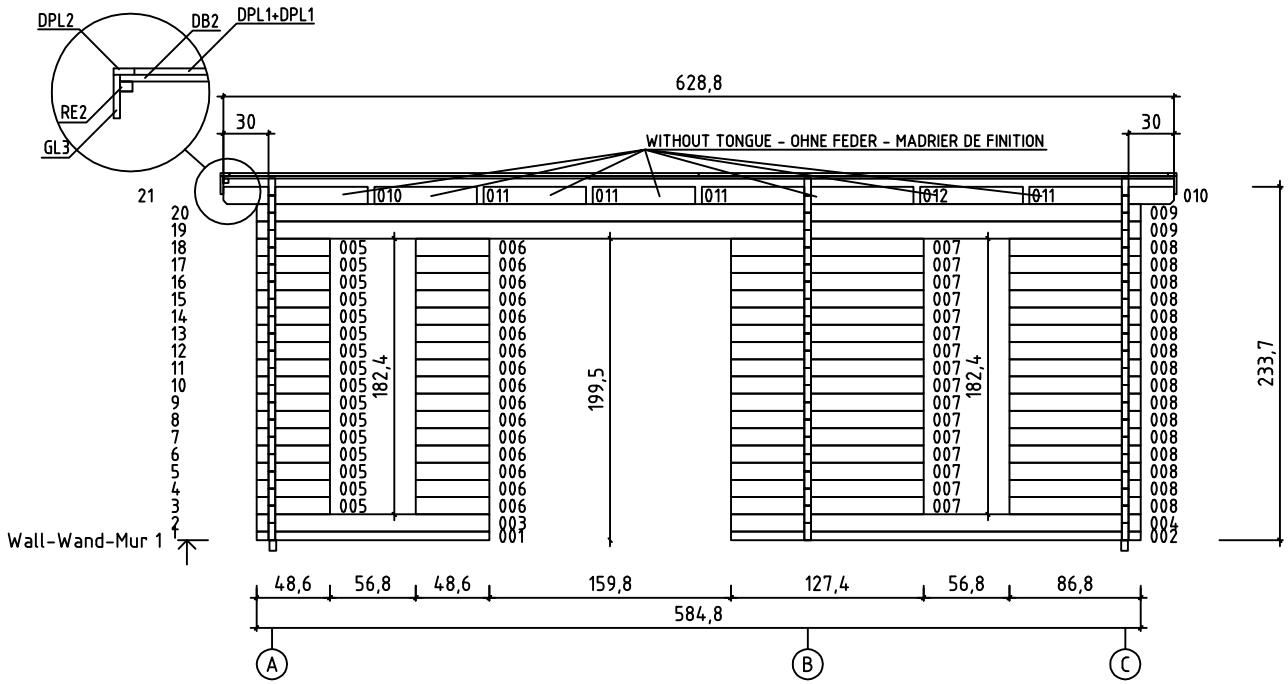 DPL2 DB2 DPL1+DPL1
RE2
GL3
628,8
30 30
WITHOUT TONGUE - OHNE FEDER - MADRIER DE FINITION
21 010 011 011 011 012 011 010
20 009
19 009
18 005 006 007 008
17 005 006 007 008
16 005 006 007 008
15 005 006 007 008
14 005 006 007 008
13 005 006 007 008
12 005 006 007 008
11 005 006 007 008
10 005 006 007 008
9 005 006 007 008
8 005 006 007 008
7 005 006 007 008
6 005 006 007 008
5 005 006 007 008
4 005 006 007 008
3 005 006 007 008
182,4
199,5
182,4
233,7
2 003 004
1 001 002
Wall-Wand-Mur 1
48,6 56,8 48,6 159,8 127,4 56,8 86,8
584,8
A B C